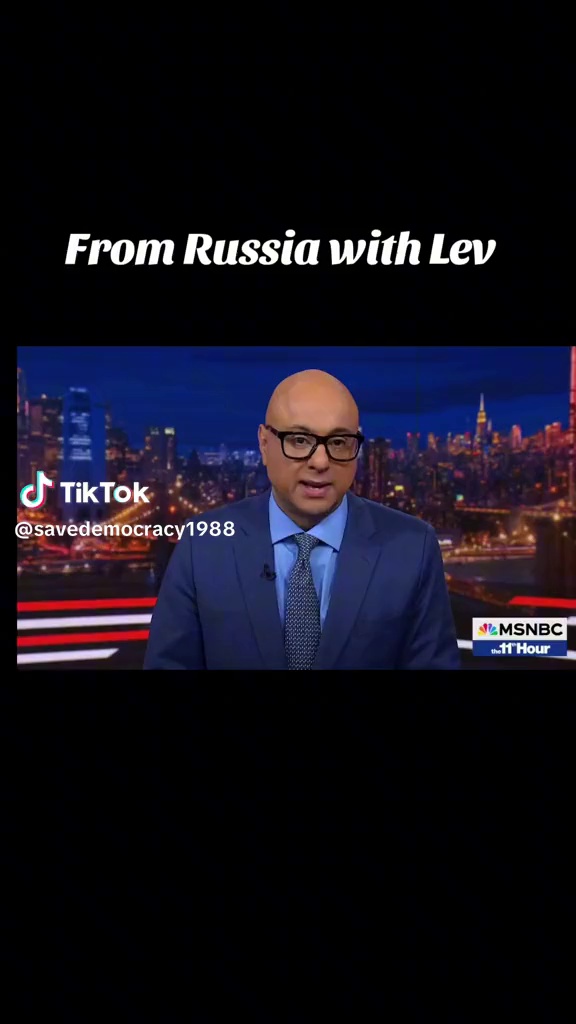 From Russia with Lev
TikTok
@savedemocracy1988
MSNBC
the 11th Hour